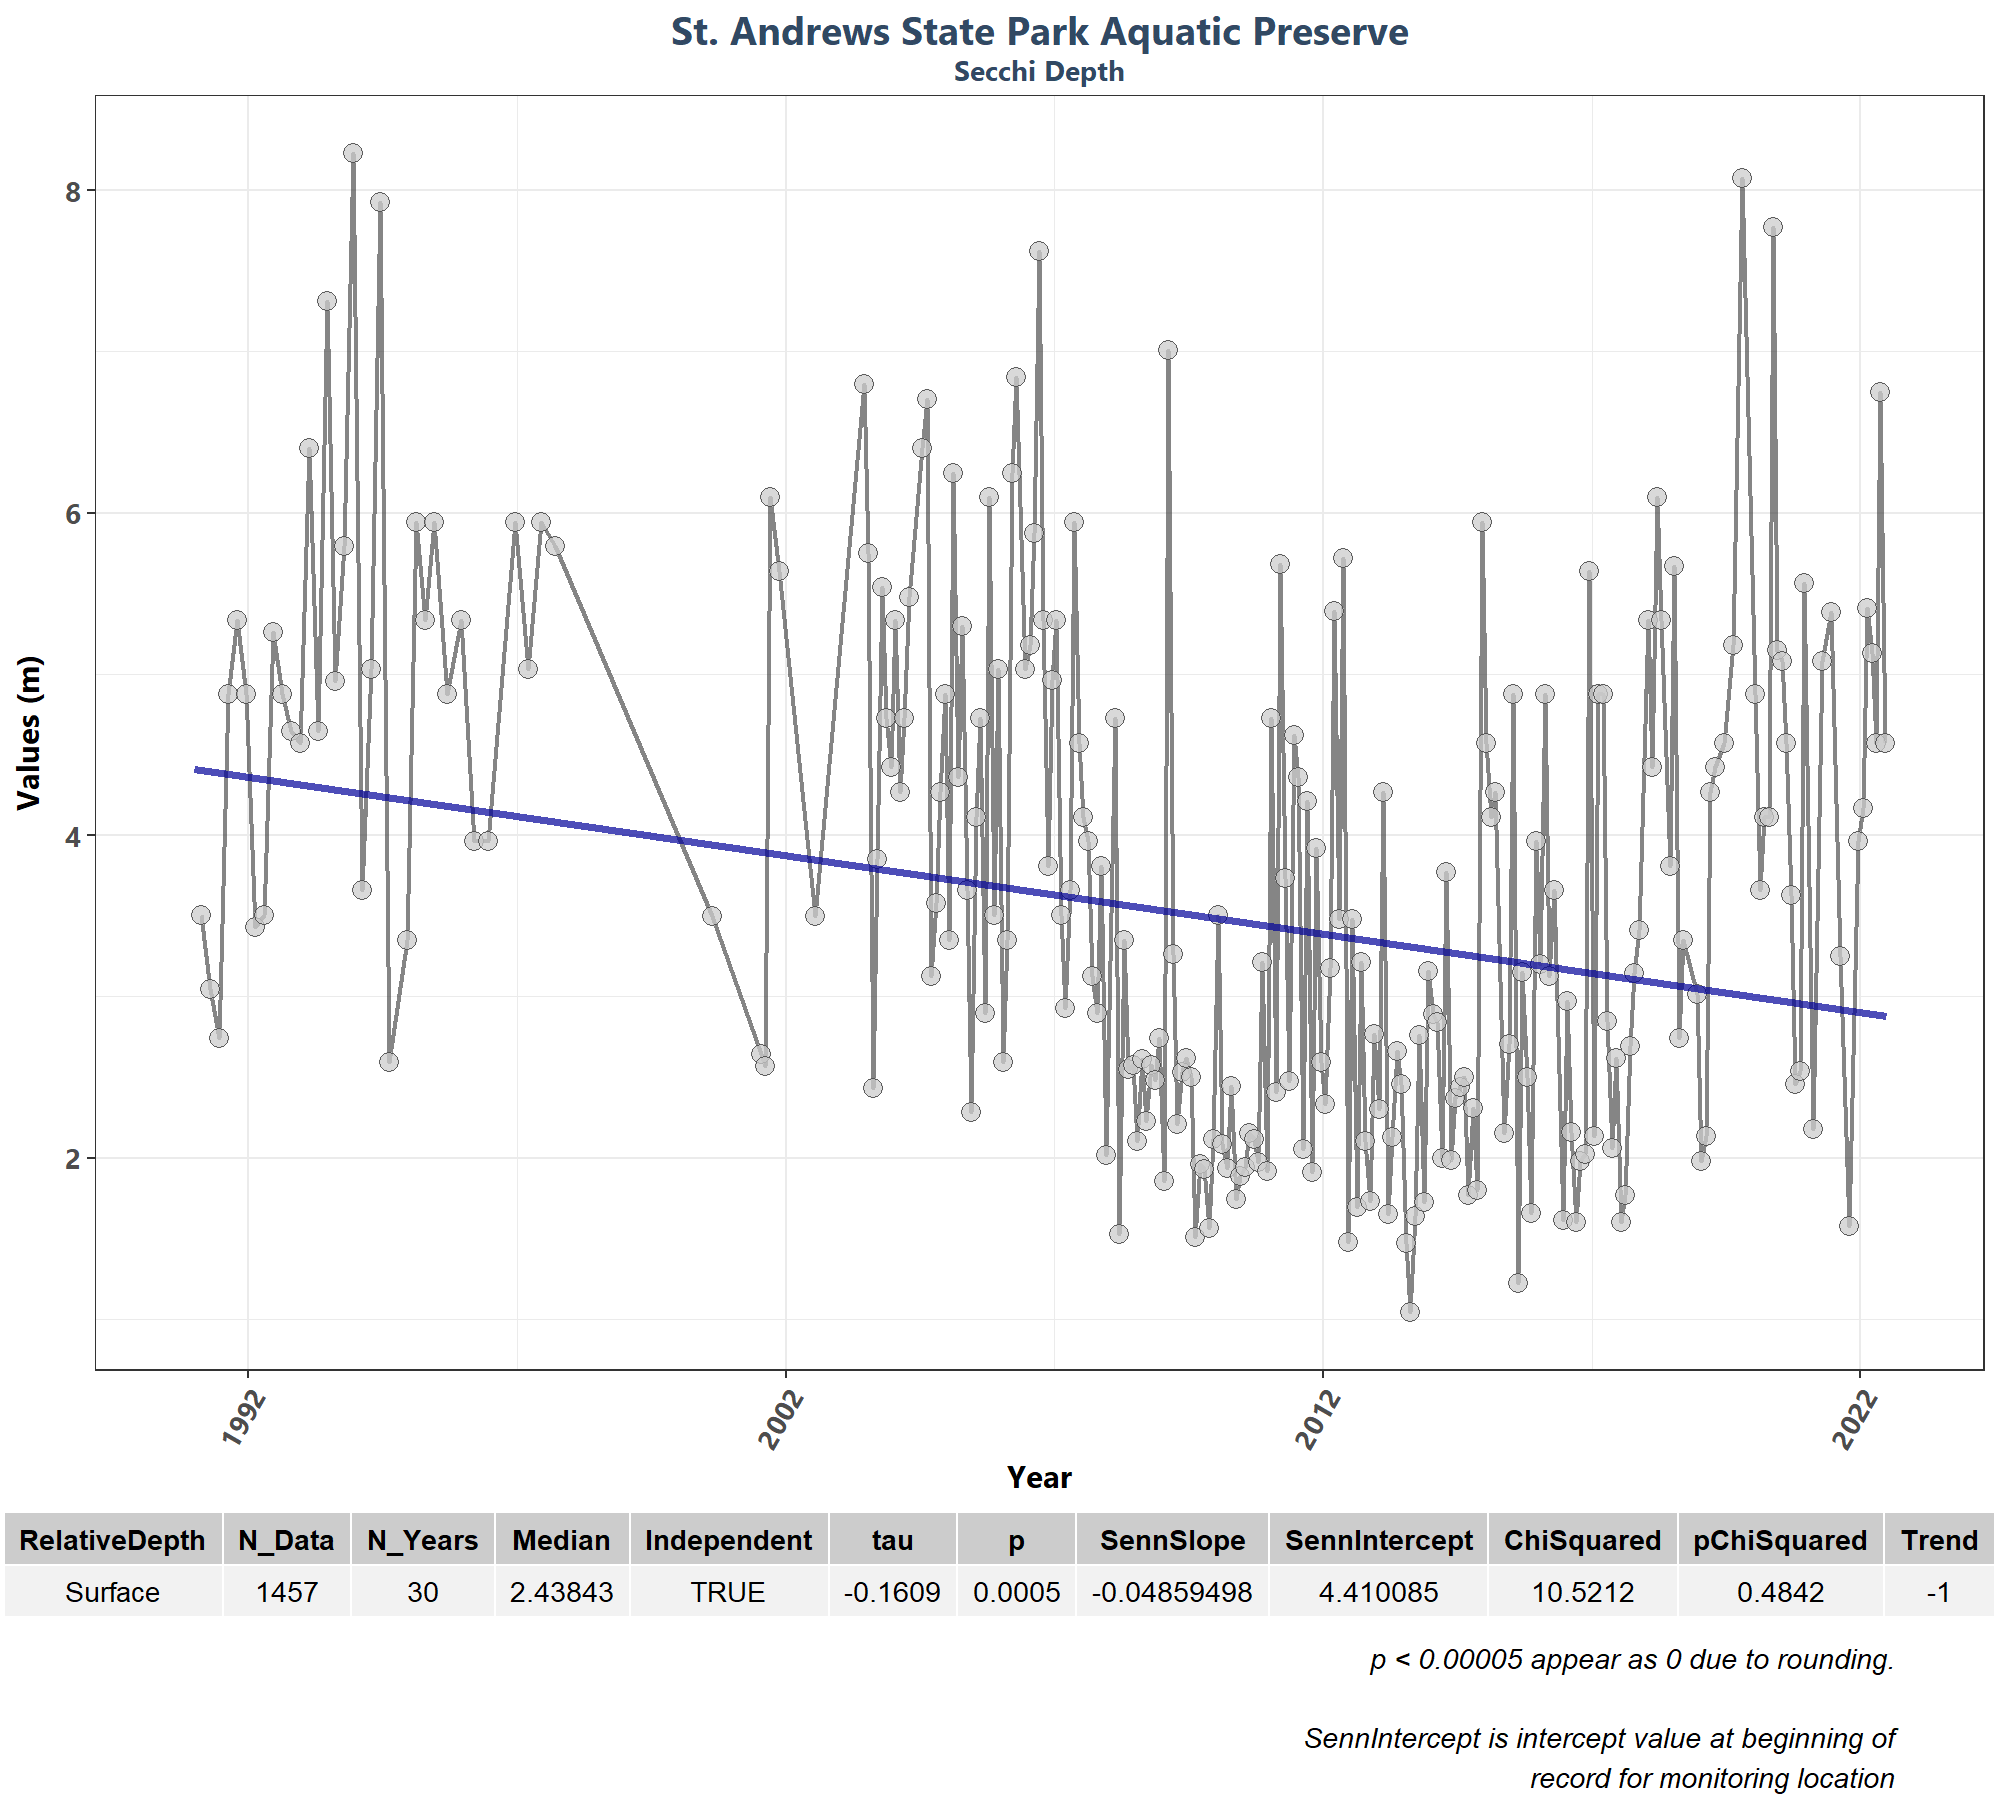 St. Andrews State Park Aquatic Preserve
Secchi Depth
Values (m)
8
6
4
2
1992
2002
2012
2022
Year
RelativeDepth N_Data N_Years Median Independent tau p SennSlope SennIntercept ChiSquared pChiSquared Trend
Surface 1457 30 2.43843 TRUE -0.1609 0.0005 -0.04859498 4.410085 10.5212 0.4842 -1
p < 0.00005 appear as 0 due to rounding.
SennIntercept is intercept value at beginning of
record for monitoring location